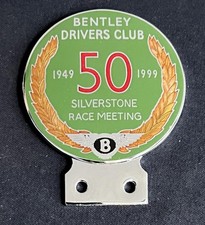 BENTLEY
DRIVERS CLUB
1949 50 1999
SILVERSTONE
RACE MEETING
B